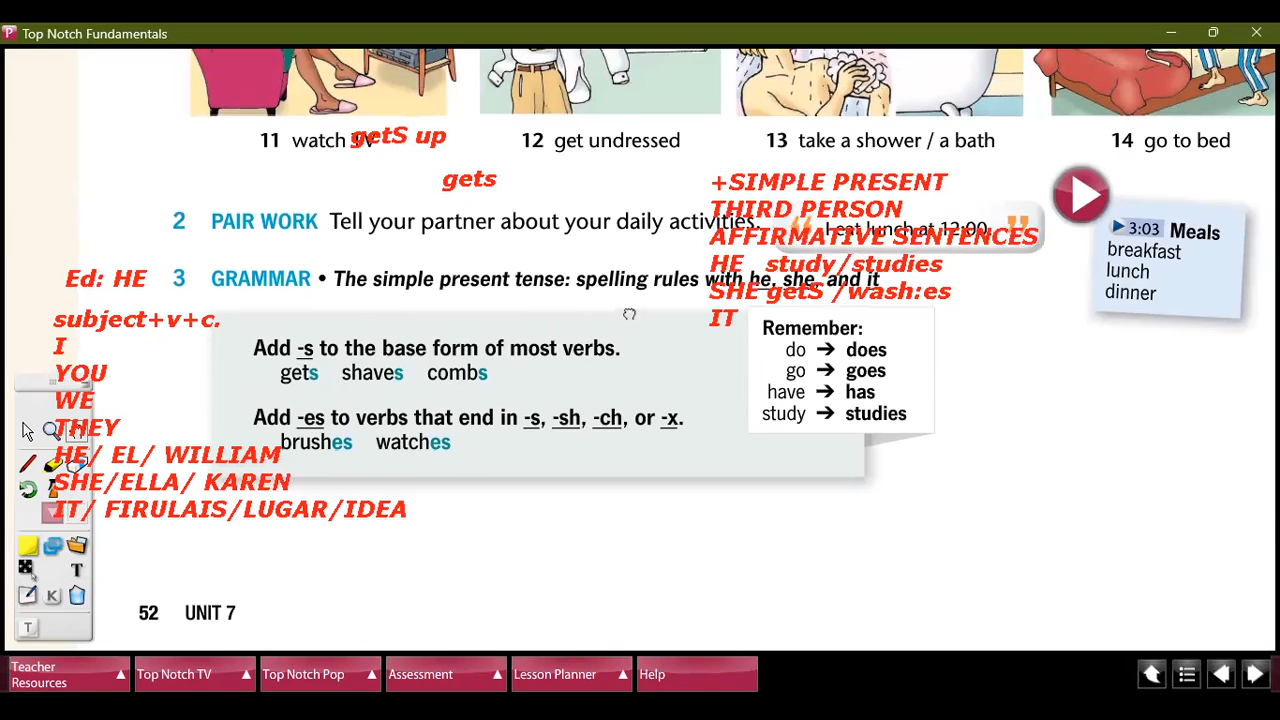 Top Notch Fundamentals
11 watch TV
getS up
12 get undressed
13 take a shower / a bath
14 go to bed
gets
+SIMPLE PRESENT
THIRD PERSON
AFFIRMATIVE SENTENCES
HE study/studies
SHE getS /wash:es
IT
2 PAIR WORK Tell your partner about your daily activities.
“ I eat lunch at 12:00. ”
3:03 Meals
breakfast
lunch
dinner
Ed: HE
3 GRAMMAR • The simple present tense: spelling rules with he, she, and it
subject+v+c.
I
YOU
WE
THEY
HE/ EL/ WILLIAM
SHE/ELLA/ KAREN
IT/ FIRULAIS/LUGAR/IDEA
Add -s to the base form of most verbs.
gets shaves combs
Add -es to verbs that end in -s, -sh, -ch, or -x.
brushes watches
Remember:
do → does
go → goes
have → has
study → studies
T
K
T
52 UNIT 7
Teacher
Resources
Top Notch TV
Top Notch Pop
Assessment
Lesson Planner
Help